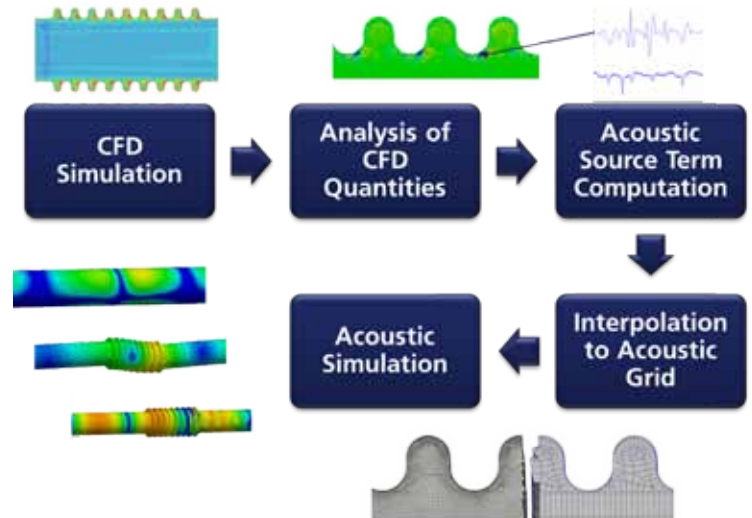 CFD
Simulation
Analysis of
CFD
Quantities
Acoustic
Source Term
Computation
Interpolation
to Acoustic
Grid
Acoustic
Simulation